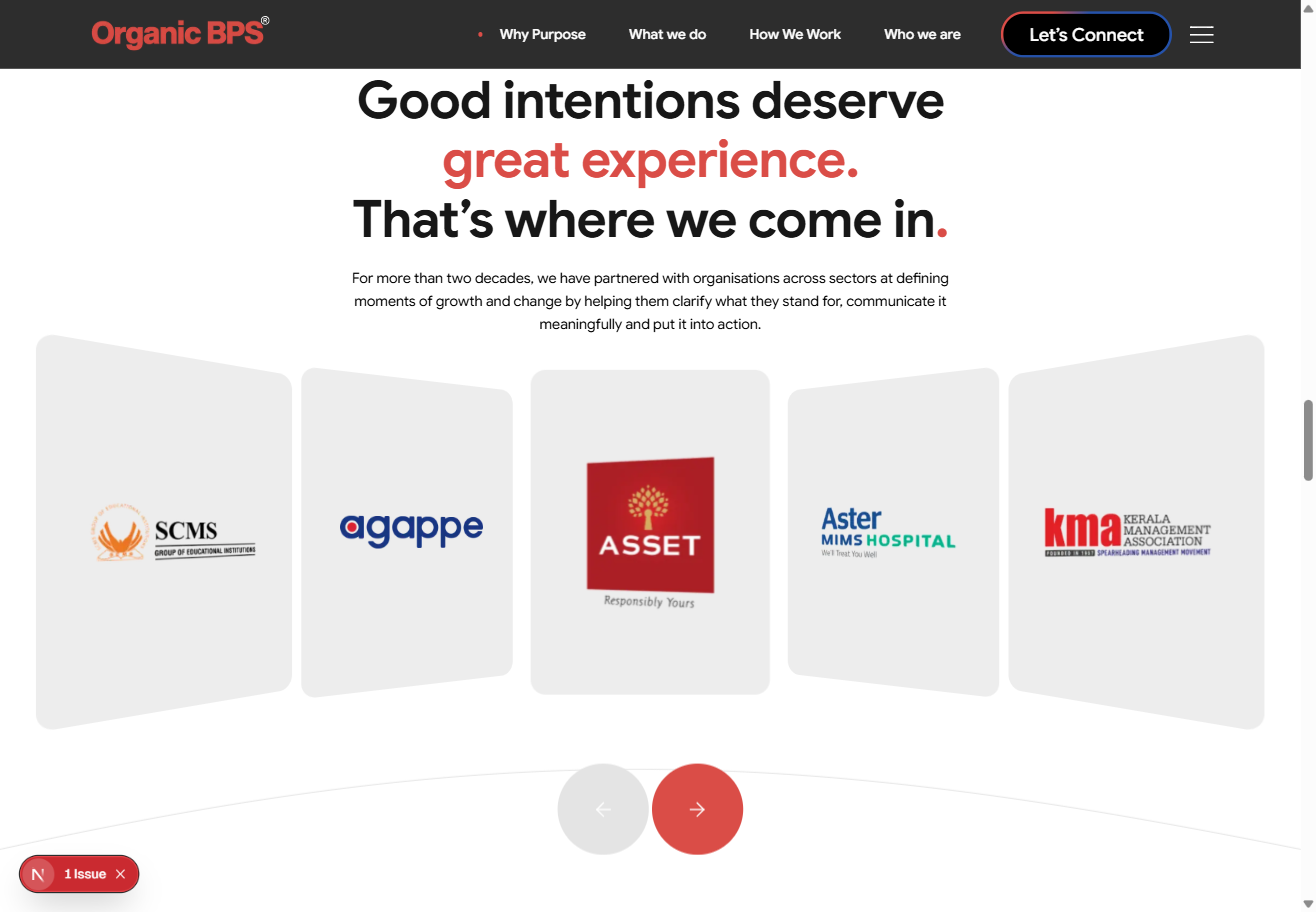 Organic BPS®
Why Purpose
What we do
How We Work
Who we are
Let's Connect
Good intentions deserve
great experience.
That's where we come in.
For more than two decades, we have partnered with organisations across sectors at defining
moments of growth and change by helping them clarify what they stand for, communicate it
meaningfully and put it into action.
SCMS
GROUP OF EDUCATIONAL INSTITUTIONS
agappe
ASSET
Responsibly Yours
Aster
MIMS HOSPITAL
We'll Treat You Well
kma KERALA
MANAGEMENT
ASSOCIATION
FOUNDED IN 1957 SPEARHEADING MANAGEMENT MOVEMENT
N 1 Issue